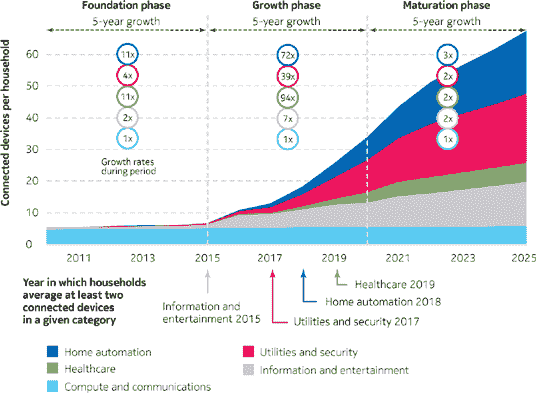 Foundation phase
Growth phase
Maturation phase
5-year growth
5-year growth
5-year growth
Connected devices per household
60
50
40
30
20
10
0
11x
4x
11x
2x
1x
Growth rates
during period
72x
39x
94x
7x
1x
3x
2x
2x
2x
1x
2011
2013
2015
2017
2019
2021
2023
2025
Year in which households
average at least two
connected devices
in a given category
Information and
entertainment 2015
Utilities and security 2017
Home automation 2018
Healthcare 2019
Home automation
Utilities and security
Healthcare
Information and entertainment
Compute and communications